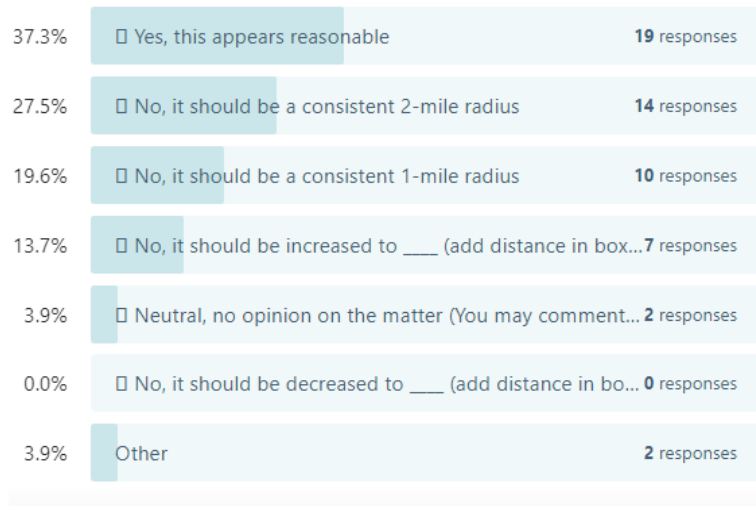 37.3% ▯ Yes, this appears reasonable 19 responses
27.5% ▯ No, it should be a consistent 2-mile radius 14 responses
19.6% ▯ No, it should be a consistent 1-mile radius 10 responses
13.7% ▯ No, it should be increased to ____ (add distance in box... 7 responses
3.9% ▯ Neutral, no opinion on the matter (You may comment... 2 responses
0.0% ▯ No, it should be decreased to ____ (add distance in bo... 0 responses
3.9% Other 2 responses